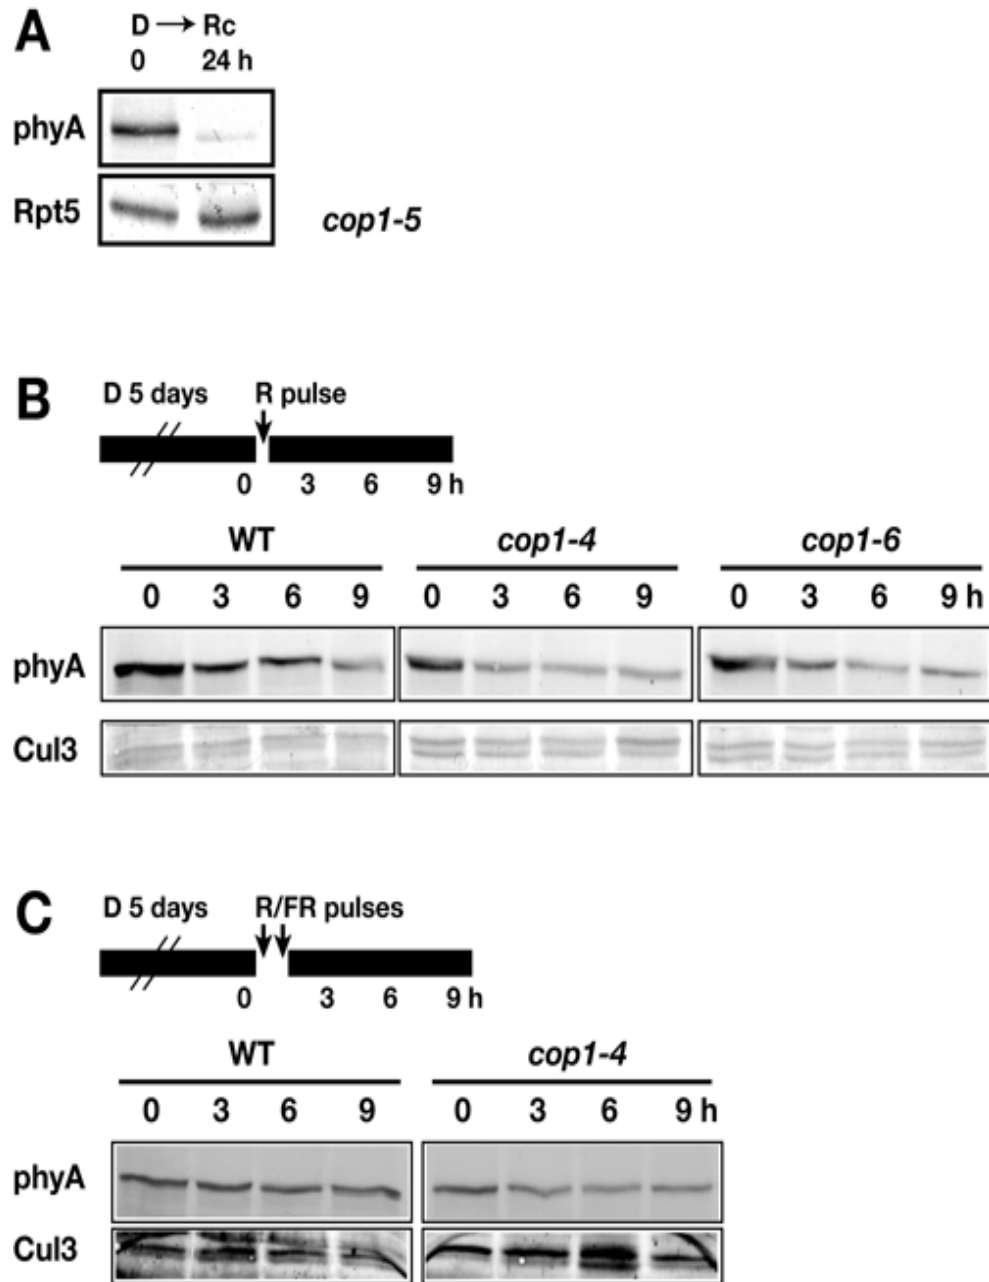 A
D → Rc
0 24 h
phyA
Rpt5
cop1-5
B
D 5 days R pulse
0 3 6 9 h
WT cop1-4 cop1-6
0 3 6 9 0 3 6 9 0 3 6 9 h
phyA
Cul3
C
D 5 days R/FR pulses
0 3 6 9 h
WT cop1-4
0 3 6 9 0 3 6 9 h
phyA
Cul3